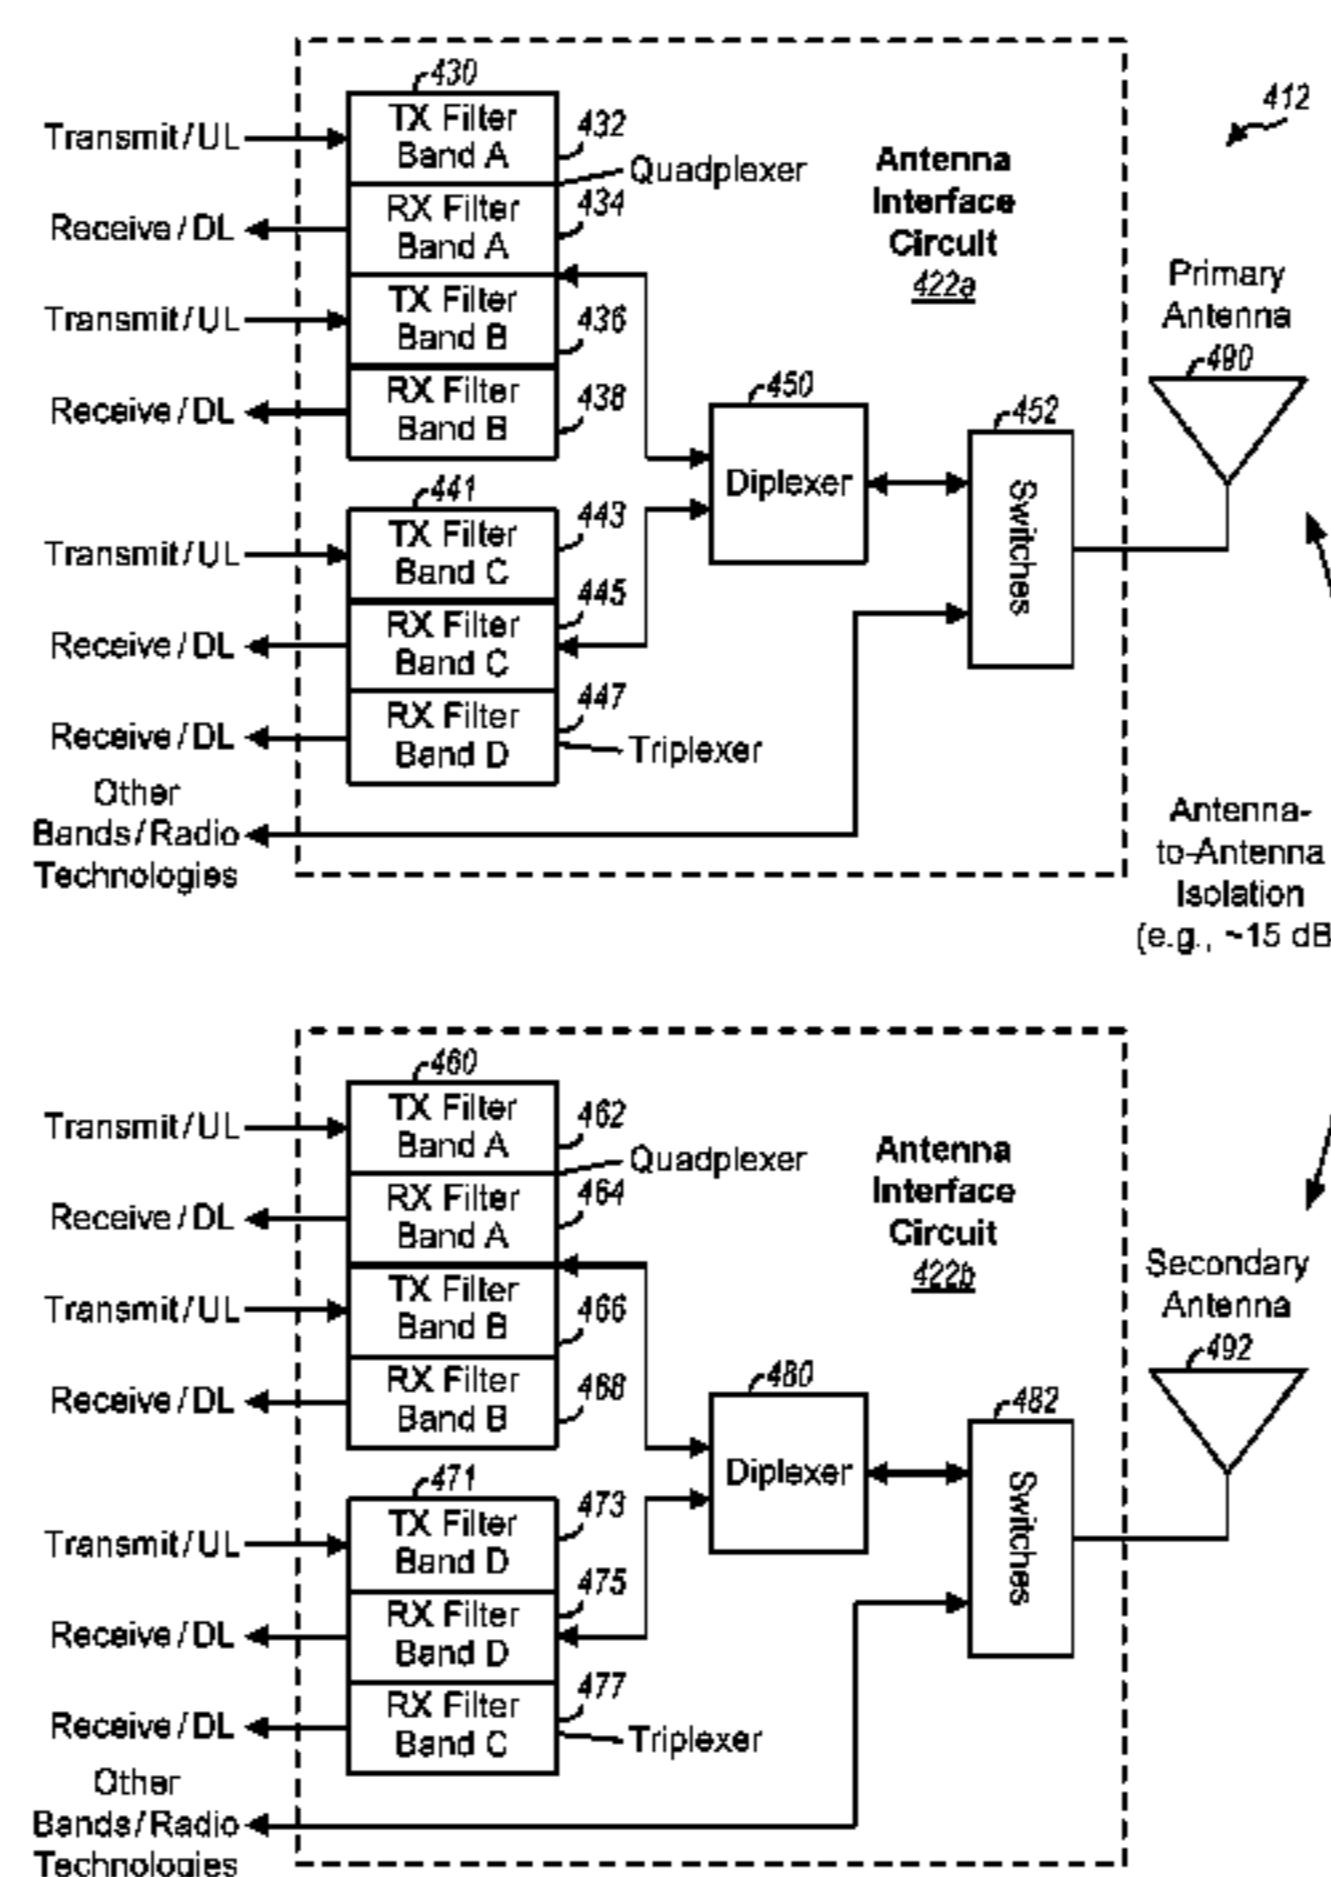 430
412
Transmit/UL
TX Filter
Band A
432
Quadplexer
Receive/DL
RX Filter
Band A
434
Antenna
Interface
Circuit
422a
Transmit/UL
TX Filter
Band B
436
Primary
Antenna
490
Receive/DL
RX Filter
Band B
438
450
Diplexer
452
Switches
441
Transmit/UL
TX Filter
Band C
443
Receive/DL
RX Filter
Band C
445
Receive/DL
RX Filter
Band D
447
Triplexer
Other
Bands/Radio
Technologies
Antenna-
to-Antenna
Isolation
(e.g., ~15 dB
460
Transmit/UL
TX Filter
Band A
462
Quadplexer
Receive/DL
RX Filter
Band A
464
Antenna
Interface
Circuit
422b
Transmit/UL
TX Filter
Band B
466
Secondary
Antenna
492
Receive/DL
RX Filter
Band B
468
480
Diplexer
482
Switches
471
Transmit/UL
TX Filter
Band D
473
Receive/DL
RX Filter
Band D
475
Receive/DL
RX Filter
Band C
477
Triplexer
Other
Bands/Radio
Technologies